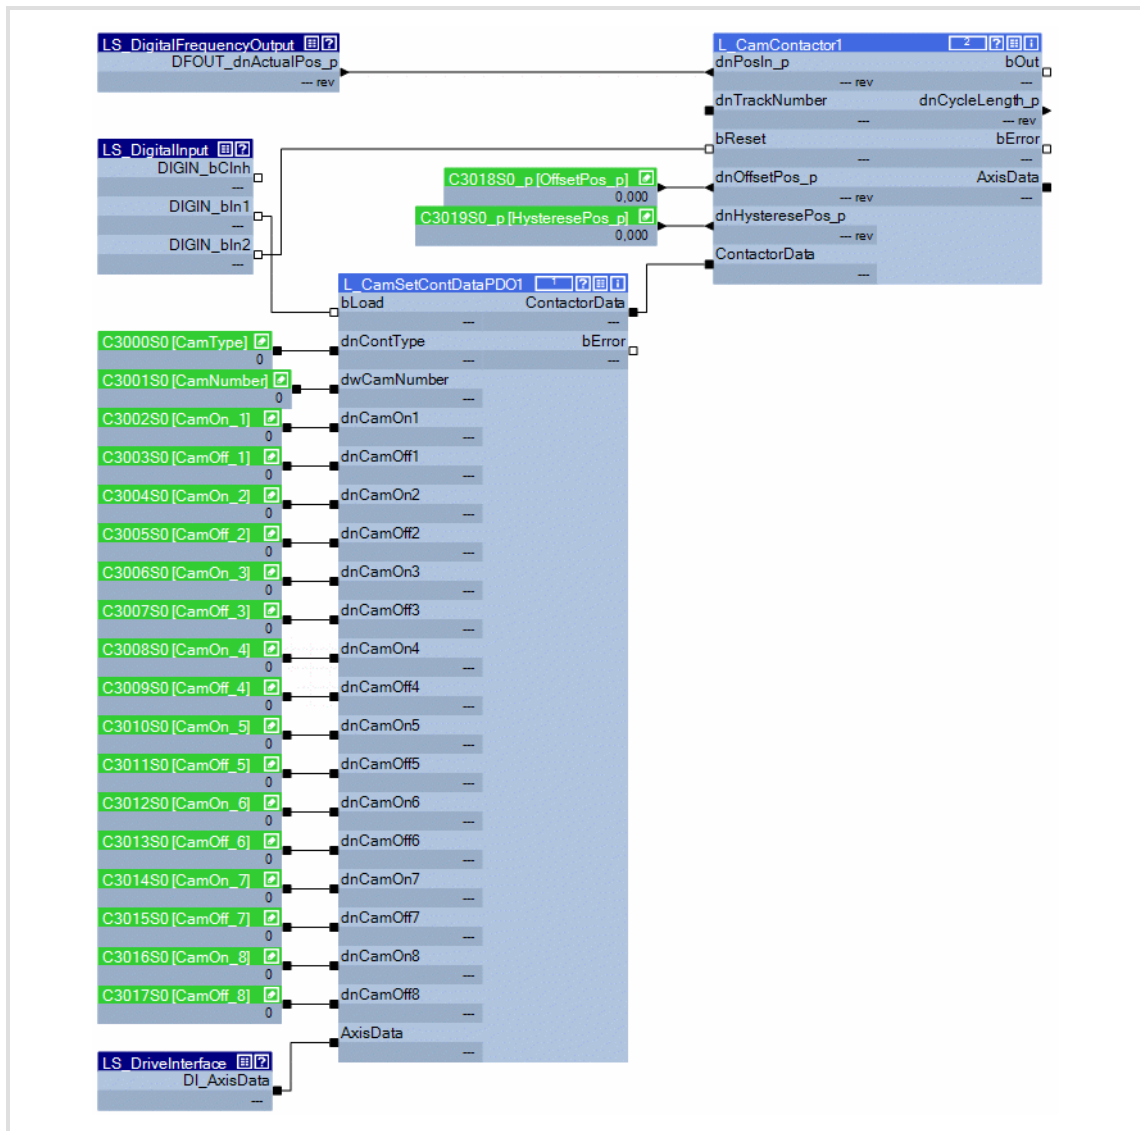 LS_DigitalFrequencyOutput
DFOUT_dnActualPos_p
--- rev
LS_DigitalInput
DIGIN_bCInh
---
DIGIN_bIn1
---
DIGIN_bIn2
---
L_CamContactor1 2
dnPosIn_p bOut
--- rev ---
dnTrackNumber dnCycleLength_p
--- --- rev
bReset bError
--- ---
dnOffsetPos_p AxisData
--- rev ---
dnHysteresePos_p
--- rev
ContactorData
---
C3018S0_p [OffsetPos_p]
0,000
C3019S0_p [HysteresePos_p]
0,000
L_CamSetContDataPDO1 1
bLoad ContactorData
--- ---
dnContType bError
--- ---
dwCamNumber
---
dnCamOn1
---
dnCamOff1
---
dnCamOn2
---
dnCamOff2
---
dnCamOn3
---
dnCamOff3
---
dnCamOn4
---
dnCamOff4
---
dnCamOn5
---
dnCamOff5
---
dnCamOn6
---
dnCamOff6
---
dnCamOn7
---
dnCamOff7
---
dnCamOn8
---
dnCamOff8
---
AxisData
---
C3000S0 [CamType]
0
C3001S0 [CamNumber]
0
C3002S0 [CamOn_1]
0
C3003S0 [CamOff_1]
0
C3004S0 [CamOn_2]
0
C3005S0 [CamOff_2]
0
C3006S0 [CamOn_3]
0
C3007S0 [CamOff_3]
0
C3008S0 [CamOn_4]
0
C3009S0 [CamOff_4]
0
C3010S0 [CamOn_5]
0
C3011S0 [CamOff_5]
0
C3012S0 [CamOn_6]
0
C3013S0 [CamOff_6]
0
C3014S0 [CamOn_7]
0
C3015S0 [CamOff_7]
0
C3016S0 [CamOn_8]
0
C3017S0 [CamOff_8]
0
LS_DriveInterface
DI_AxisData
---